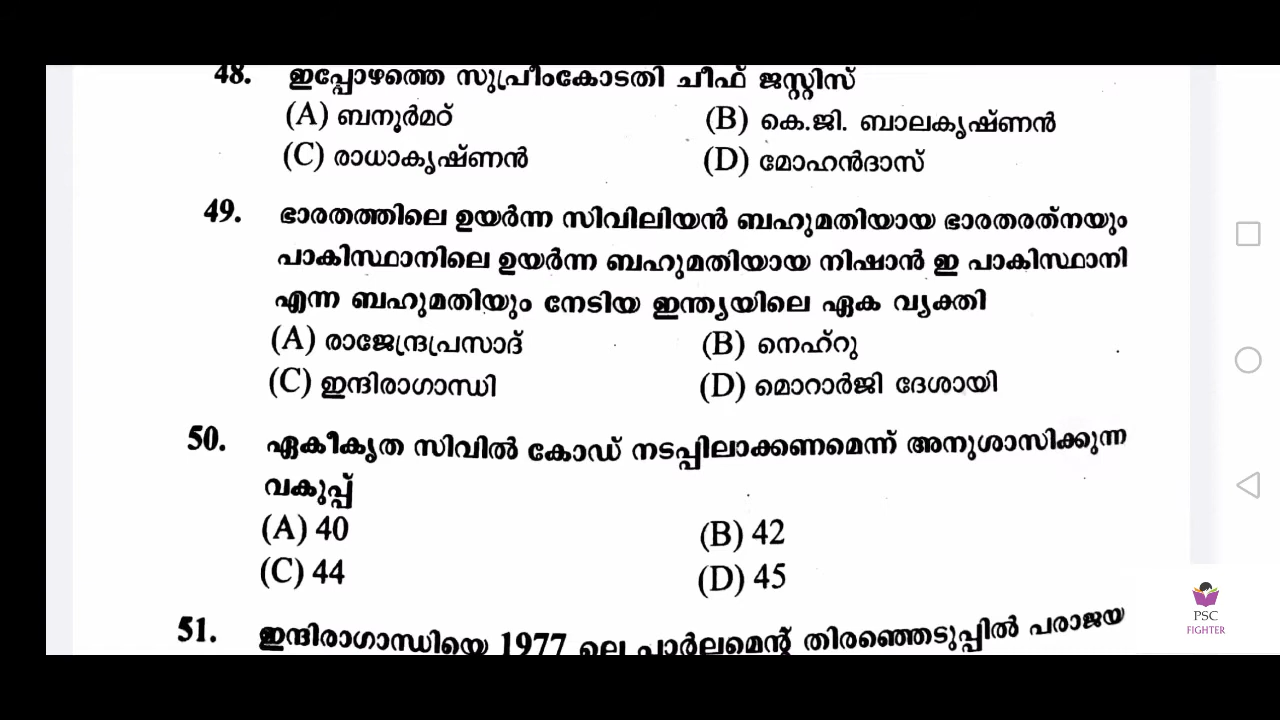 48. ഇപ്പോഴത്തെ സുപ്രീംകോടതി ചീഫ് ജസ്റ്റിസ്
(A) ബനൂർമഠ് (B) കെ.ജി. ബാലകൃഷ്ണൻ
(C) രാധാകൃഷ്ണൻ (D) മോഹൻദാസ്
49. ഭാരതത്തിലെ ഉയർന്ന സിവിലിയൻ ബഹുമതിയായ ഭാരതരത്നയും
പാകിസ്ഥാനിലെ ഉയർന്ന ബഹുമതിയായ നിഷാൻ ഇ പാകിസ്ഥാനി
എന്ന ബഹുമതിയും നേടിയ ഇന്ത്യയിലെ ഏക വ്യക്തി
(A) രാജേന്ദ്രപ്രസാദ് (B) നെഹ്റു
(C) ഇന്ദിരാഗാന്ധി (D) മൊറാർജി ദേശായി
50. ഏകീകൃത സിവിൽ കോഡ് നടപ്പിലാക്കണമെന്ന് അനുശാസിക്കുന്ന
വകുപ്പ്
(A) 40 (B) 42
(C) 44 (D) 45
51. ഇന്ദിരാഗാന്ധിയെ 1977 ലെ പാർലമെന്റ് തിരഞ്ഞെടുപ്പിൽ പരാജയ
PSC
FIGHTER